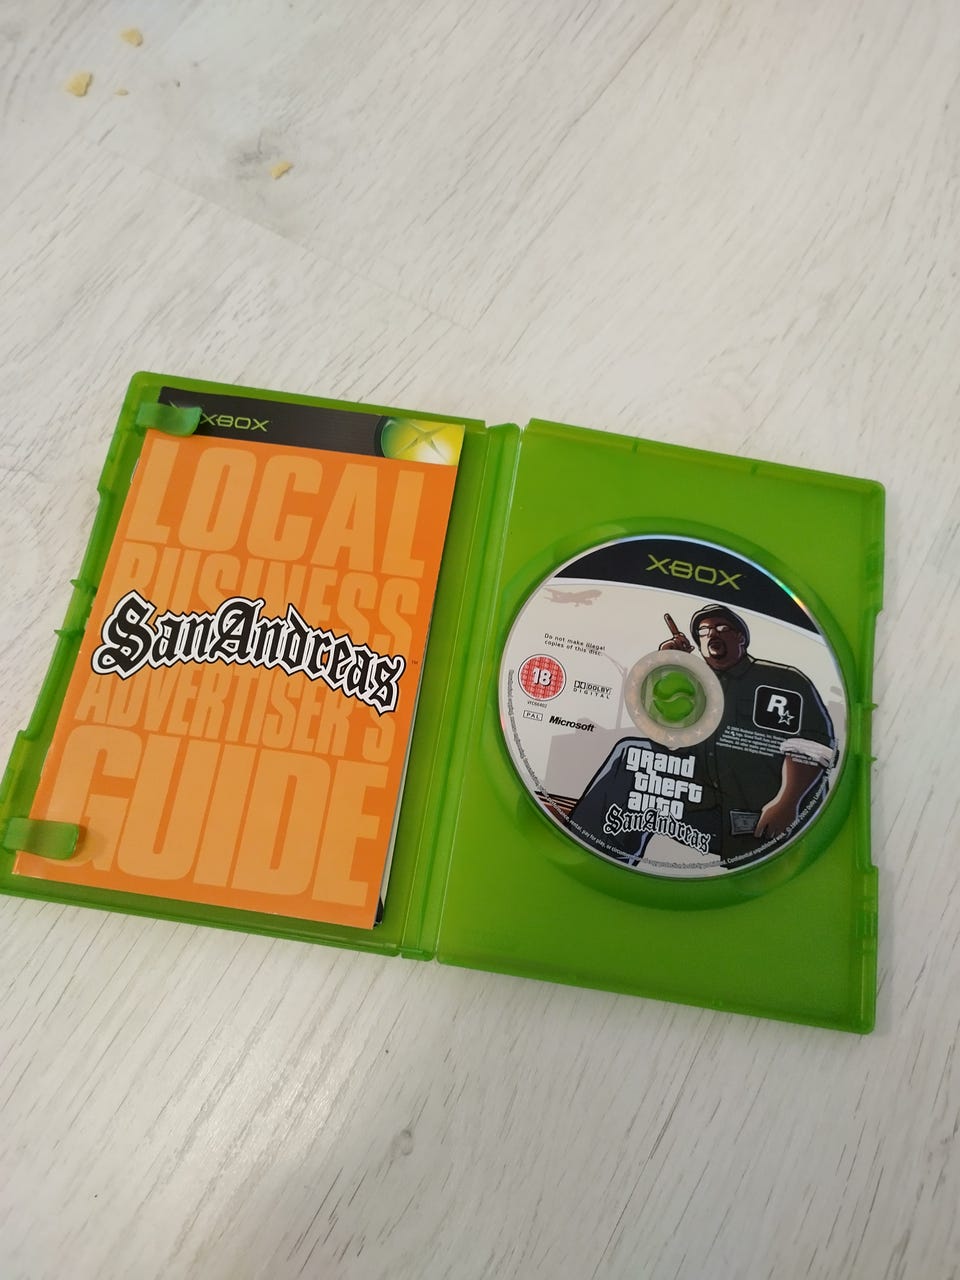 XBOX
LOCAL
BUSINESS
SanAndreas™
ADVERTISER'S
GUIDE
XBOX
Do not make illegal
copies of this disc.
18
DOLBY
DIGITAL
PAL
Microsoft
R
grand
theft
auto
SanAndreas